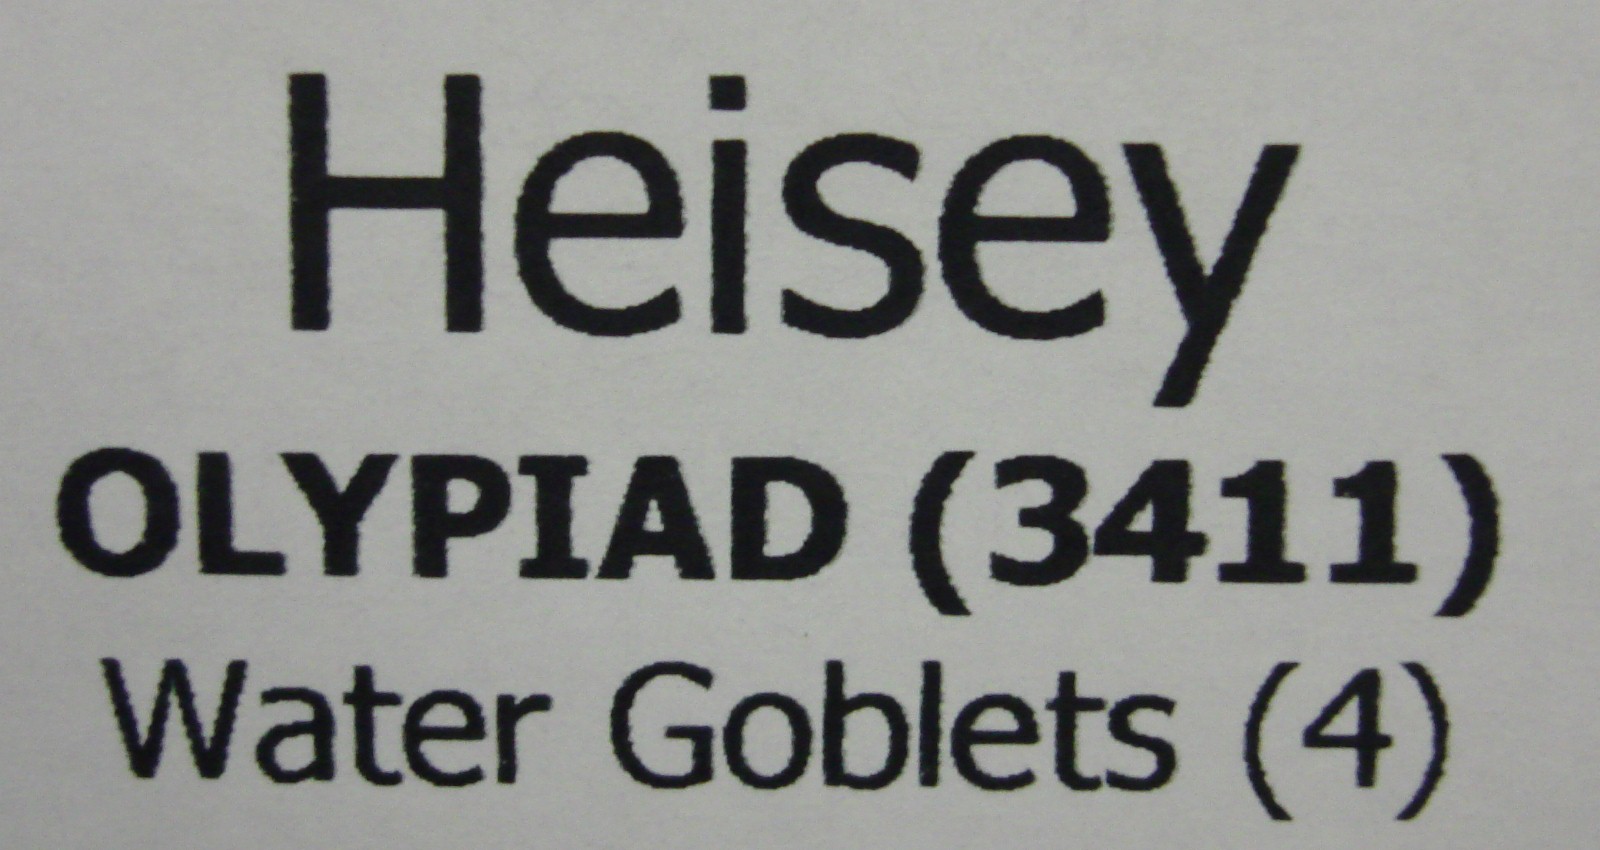 Heisey
OLYPIAD (3411)
Water Goblets (4)